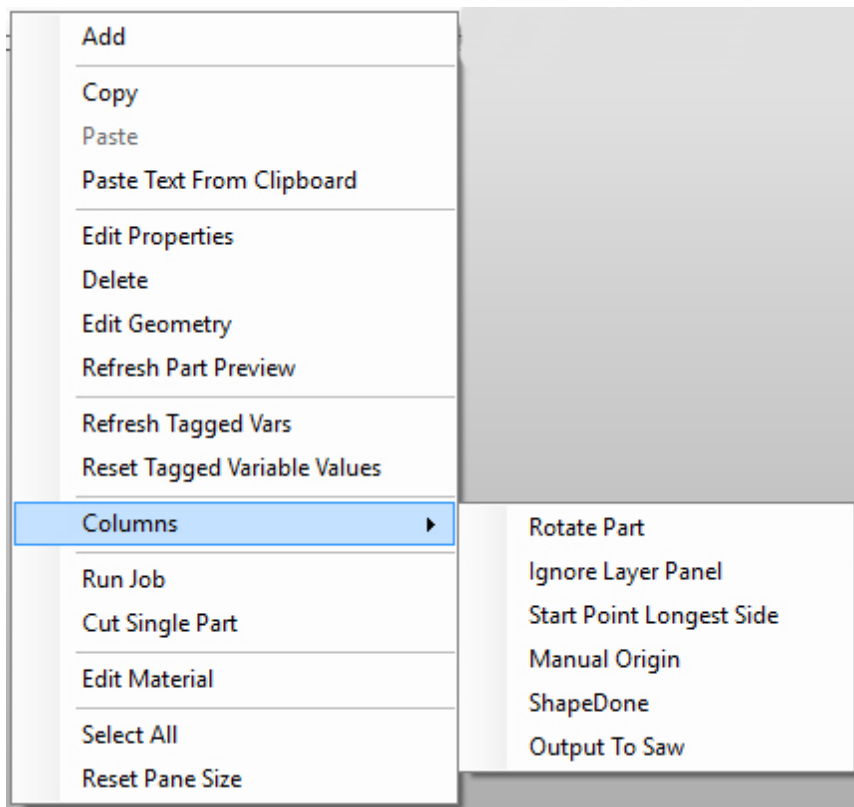 Add
Copy
Paste
Paste Text From Clipboard
Edit Properties
Delete
Edit Geometry
Refresh Part Preview
Refresh Tagged Vars
Reset Tagged Variable Values
Columns
Run Job
Cut Single Part
Edit Material
Select All
Reset Pane Size
Rotate Part
Ignore Layer Panel
Start Point Longest Side
Manual Origin
ShapeDone
Output To Saw